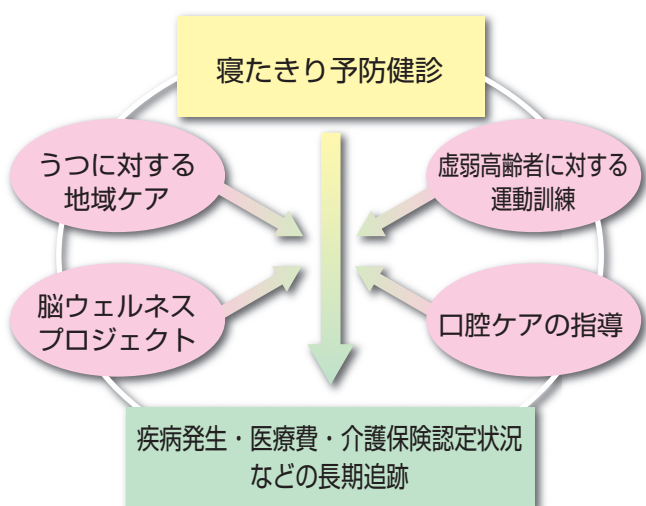 寝たきり予防健診
うつに対する
地域ケア
虚弱高齢者に対する
運動訓練
脳ウェルネス
プロジェクト
口腔ケアの指導
疾病発生・医療費・介護保険認定状況
などの長期追跡